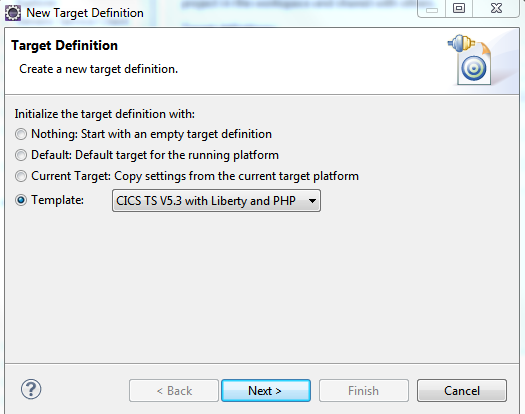 New Target Definition
Target Definition
Create a new target definition.
Initialize the target definition with:
Nothing: Start with an empty target definition
Default: Default target for the running platform
Current Target: Copy settings from the current target platform
Template: CICS TS V5.3 with Liberty and PHP
? < Back Next > Finish Cancel